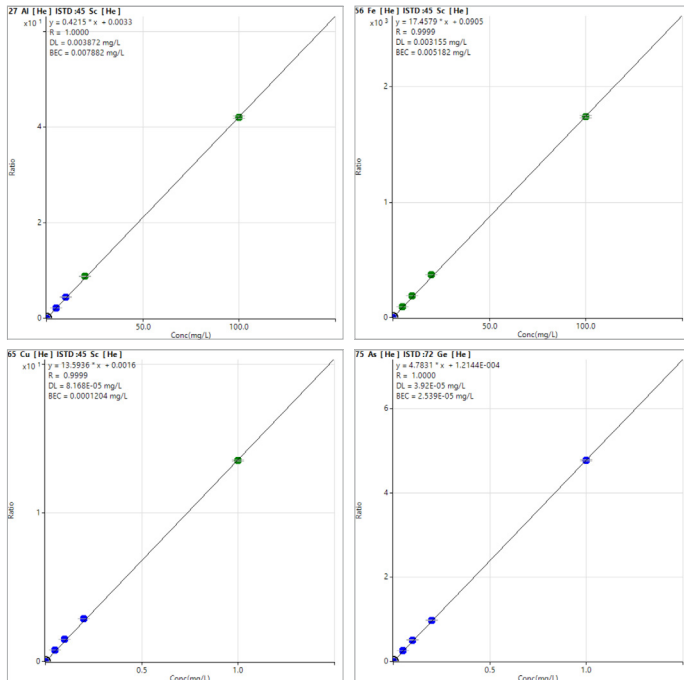 27 Al [He] ISTD :45 Sc [He]
x10 1
y = 0.4215 * x + 0.0033
R = 1.0000
DL = 0.003872 mg/L
BEC = 0.007882 mg/L
4
2
0
Ratio
50.0 100.0
Conc(mg/L)
56 Fe [He] ISTD :45 Sc [He]
x10 3
y = 17.4579 * x + 0.0905
R = 0.9999
DL = 0.003155 mg/L
BEC = 0.005182 mg/L
2
1
0
Ratio
50.0 100.0
Conc(mg/L)
65 Cu [He] ISTD :45 Sc [He]
x10 1
y = 13.5936 * x + 0.0016
R = 0.9999
DL = 8.168E-05 mg/L
BEC = 0.0001204 mg/L
1
0
Ratio
0.5 1.0
Conc(mg/L)
75 As [He] ISTD :72 Ge [He]
y = 4.7831 * x + 1.2144E-004
R = 1.0000
DL = 3.92E-05 mg/L
BEC = 2.539E-05 mg/L
6
4
2
0
Ratio
0.5 1.0
Conc(mg/L)